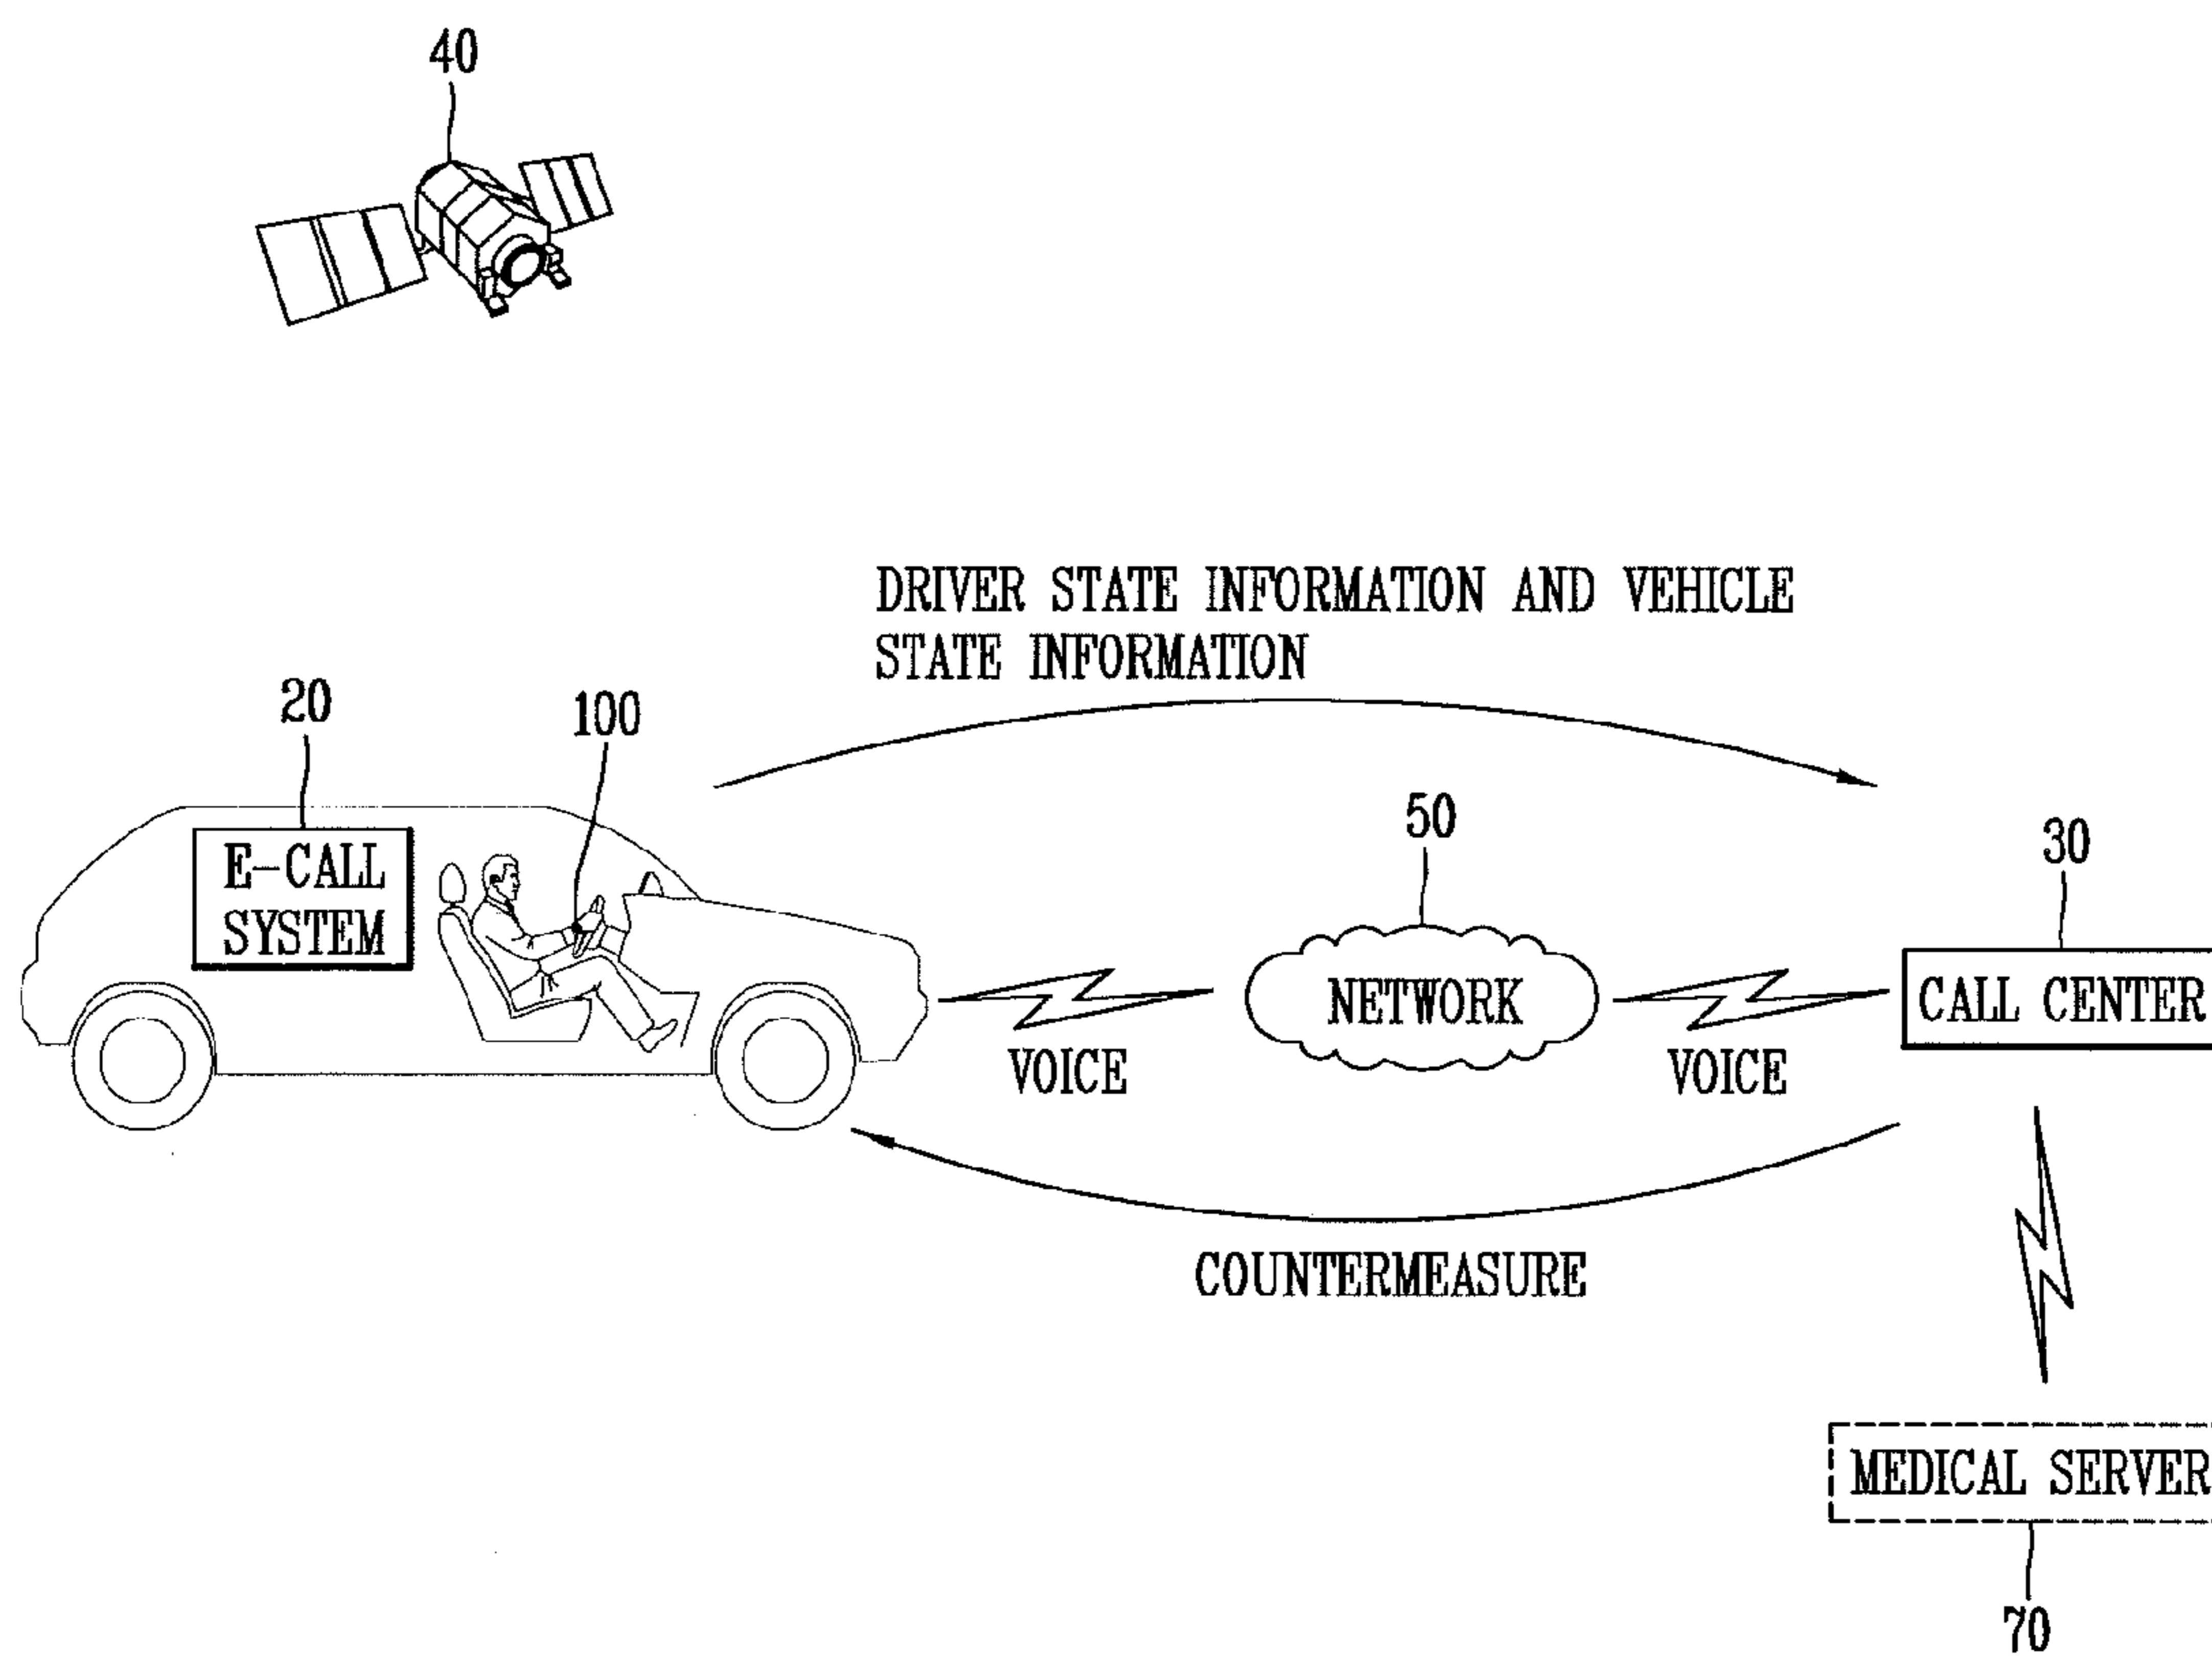 40
DRIVER STATE INFORMATION AND VEHICLE
STATE INFORMATION
20
100
50
30
E-CALL
SYSTEM
NETWORK
CALL CENTER
VOICE
VOICE
COUNTERMEASURE
MEDICAL SERVER
70